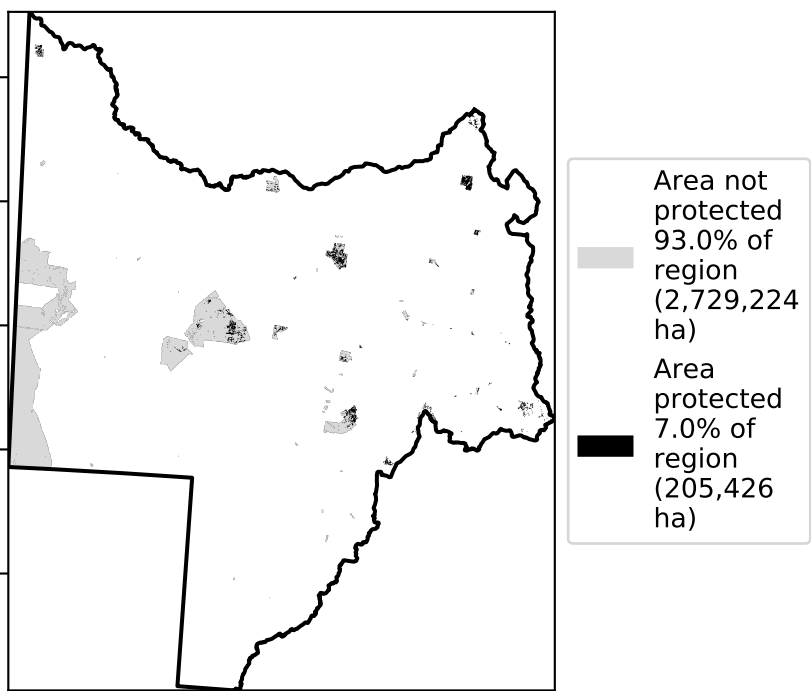 Area not
protected
93.0% of
region
(2,729,224
ha)
Area
protected
7.0% of
region
(205,426
ha)